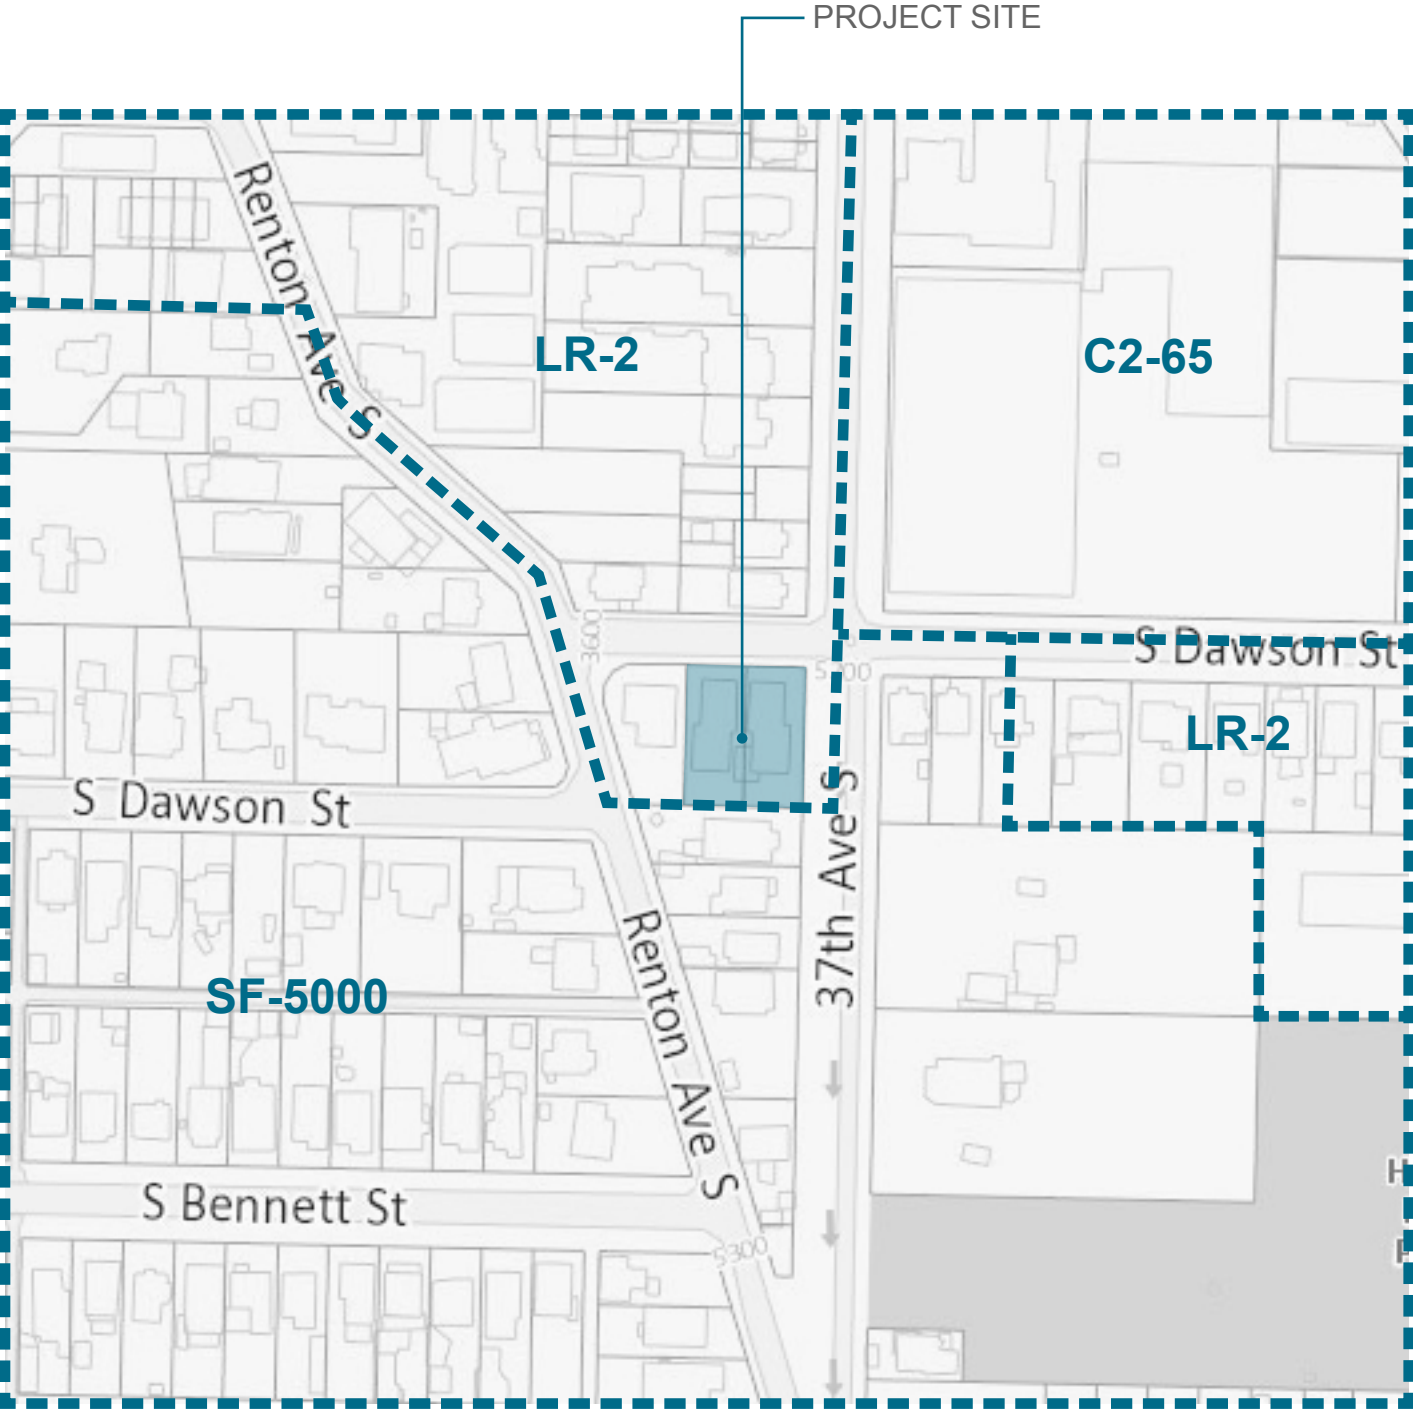 PROJECT SITE
Renton Ave S
LR-2
C2-65
3600
S Dawson St
LR-2
S Dawson St
37th Ave S
SF-5000
Renton Ave S
S Bennett St
5300